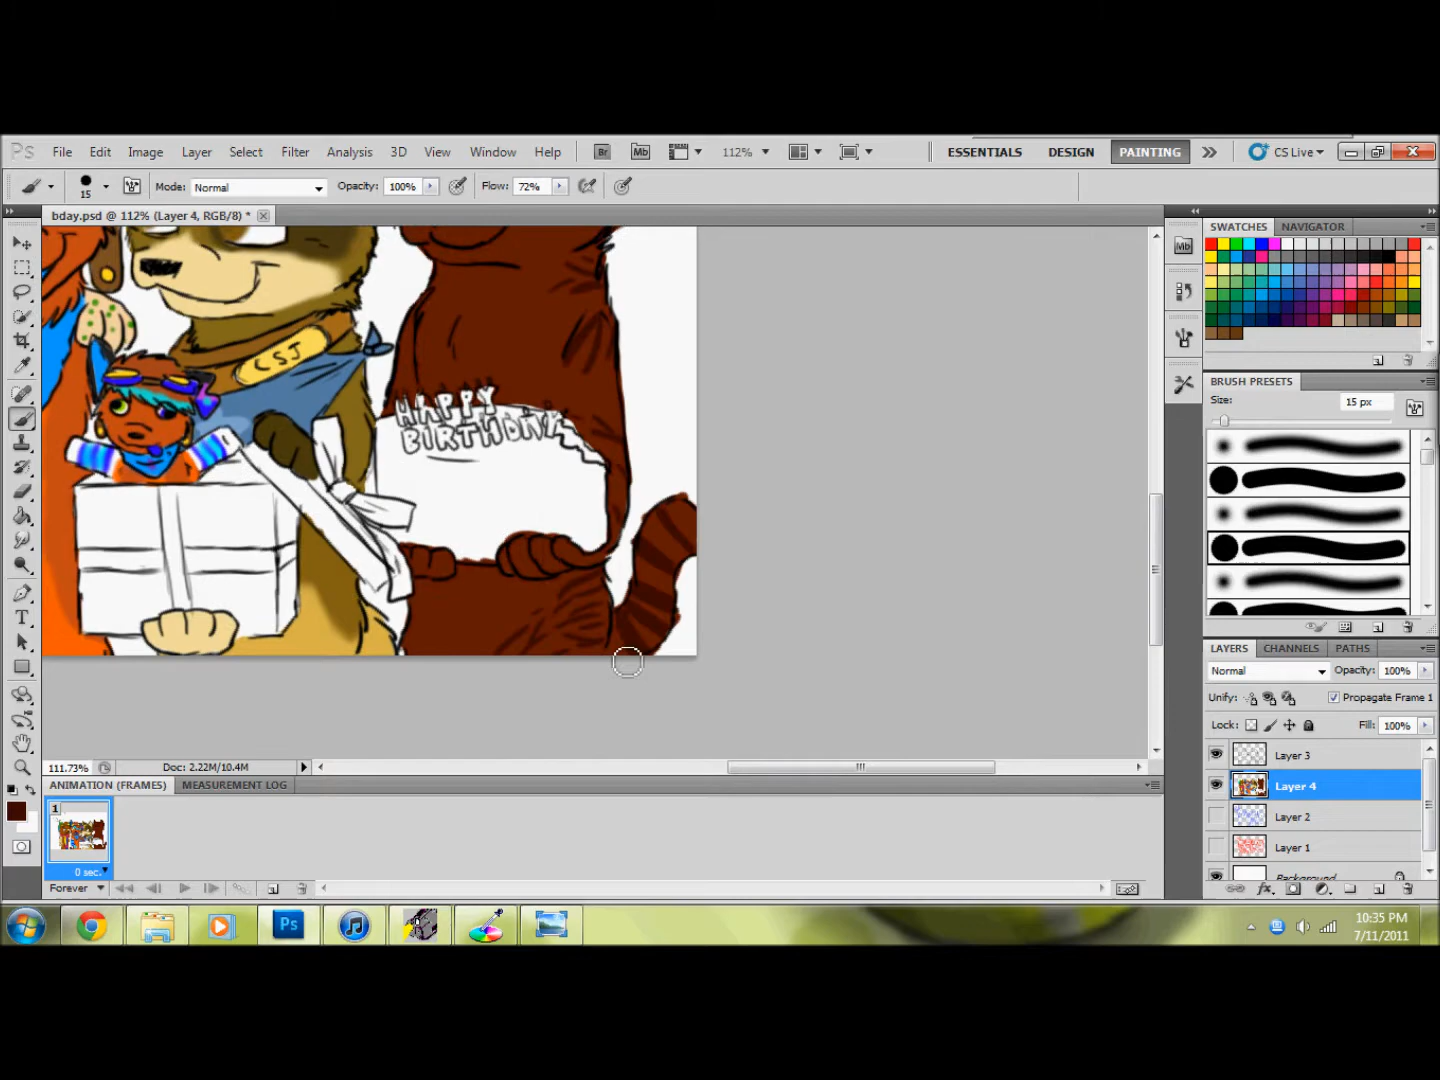 Ps File Edit Image Layer Select Filter Analysis 3D View Window Help Br Mb 112% ESSENTIALS DESIGN PAINTING CS Live
15 Mode: Normal Opacity: 100% Flow: 72%
bday.psd @ 112% (Layer 4, RGB/8) *
SWATCHES NAVIGATOR
Mb
CSJ
HAPPY
BIRTHDAY
BRUSH PRESETS
Size: 15 px
LAYERS CHANNELS PATHS
Normal Opacity: 100%
Unify: Propagate Frame 1
Lock: Fill: 100%
Layer 3
Layer 4
Layer 2
Layer 1
Background
111.73% Doc: 2.22M/10.4M
ANIMATION (FRAMES) MEASUREMENT LOG
1
0 sec.
Forever
Ps
10:35 PM
7/11/2011